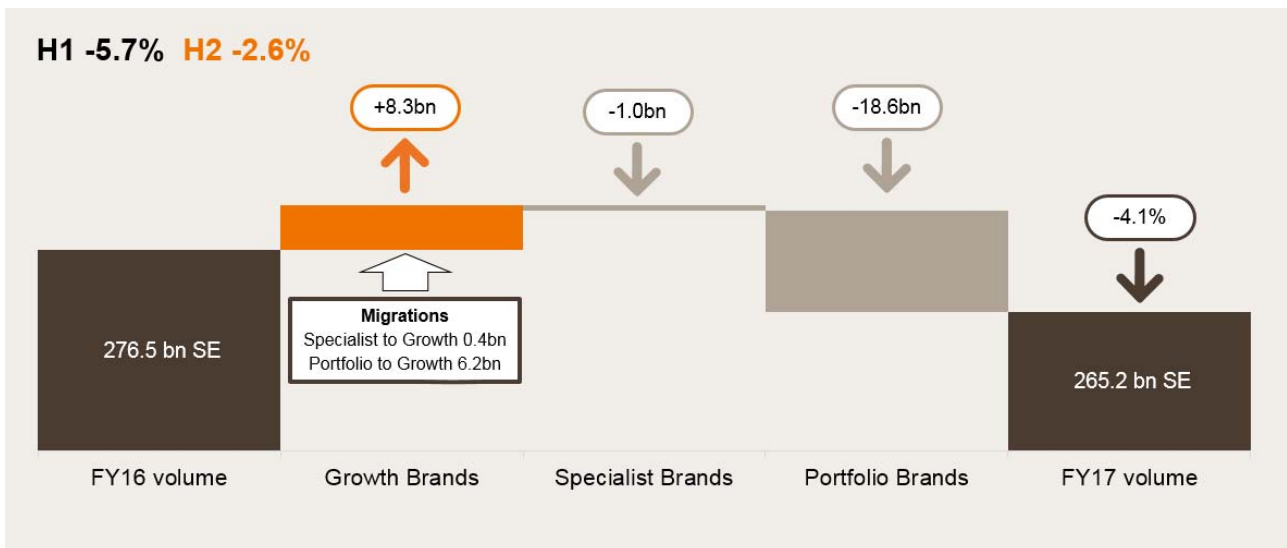 H1 -5.7% H2 -2.6%
+8.3bn
-1.0bn
-18.6bn
-4.1%
Migrations
Specialist to Growth 0.4bn
Portfolio to Growth 6.2bn
276.5 bn SE
265.2 bn SE
FY16 volume
Growth Brands
Specialist Brands
Portfolio Brands
FY17 volume